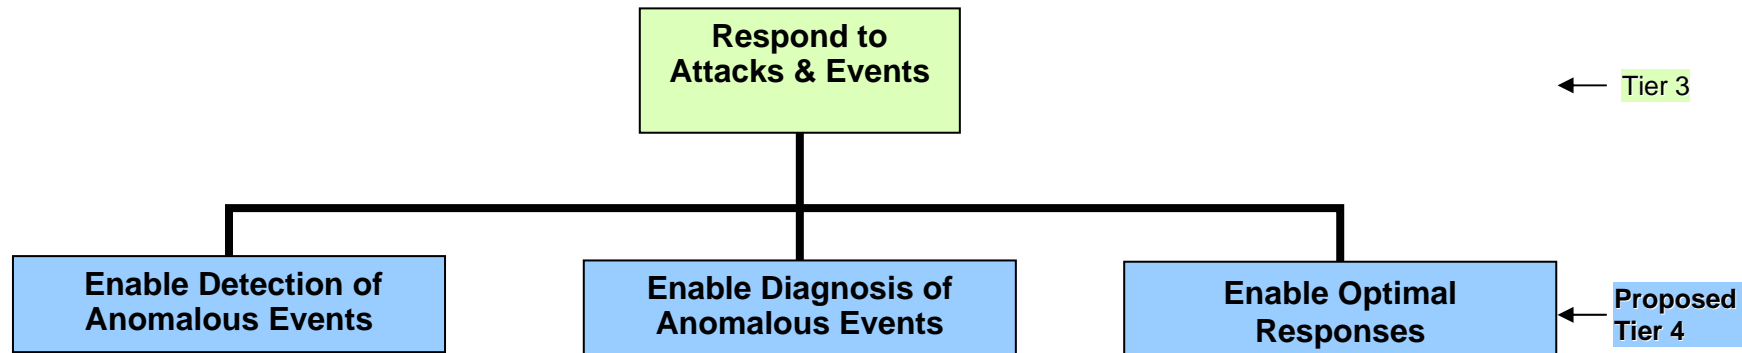 Respond to
Attacks & Events
Tier 3
Enable Detection of
Anomalous Events
Enable Diagnosis of
Anomalous Events
Enable Optimal
Responses
Proposed
Tier 4